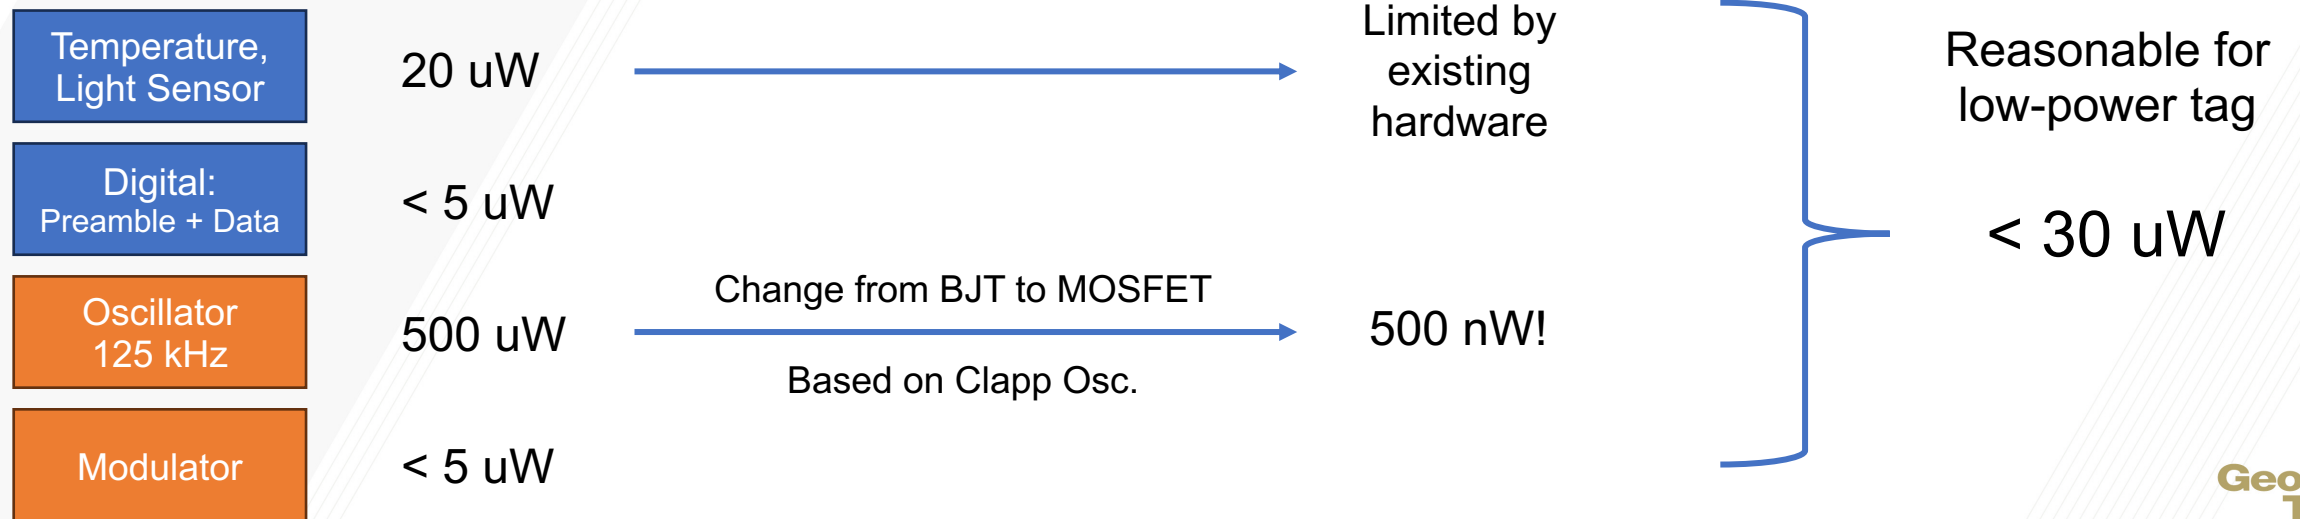 Temperature,
Light Sensor
20 uW
Limited by
existing
hardware
Digital:
Preamble + Data
< 5 uW
Oscillator
125 kHz
500 uW
Change from BJT to MOSFET
Based on Clapp Osc.
500 nW!
Modulator
< 5 uW
Reasonable for
low-power tag
< 30 uW
Geo
T